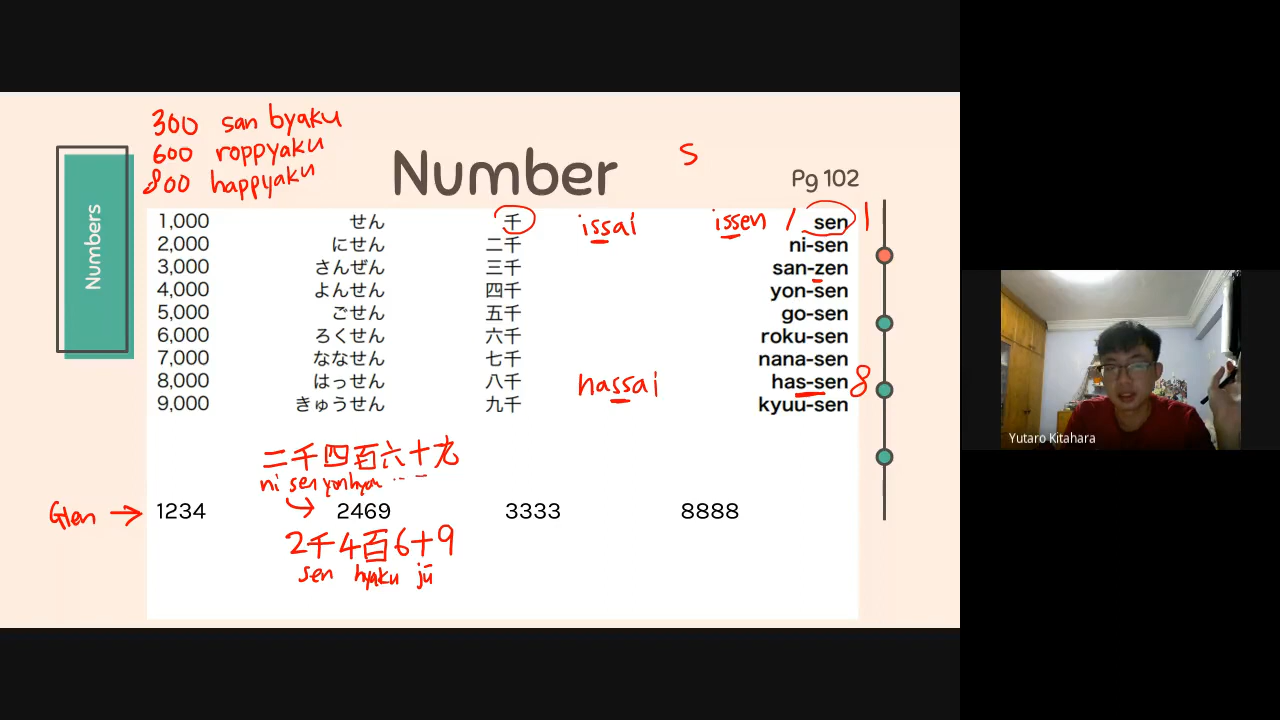 300 san byaku
600 roppyaku
800 happyaku
Numbers
Number
S
Pg 102
1,000 せん 千 issai issen / sen
2,000 にせん 二千 ni-sen
3,000 さんぜん 三千 san-zen
4,000 よんせん 四千 yon-sen
5,000 ごせん 五千 go-sen
6,000 ろくせん 六千 roku-sen
7,000 ななせん 七千 nana-sen
8,000 はっせん 八千 hassai has-sen 8
9,000 きゅうせん 九千 kyuu-sen
二千四百六十九
ni sen yonhyau ...
Glen → 1234 2469 3333 8888
2千4百6十9
sen hyaku jū
Yutaro Kitahara